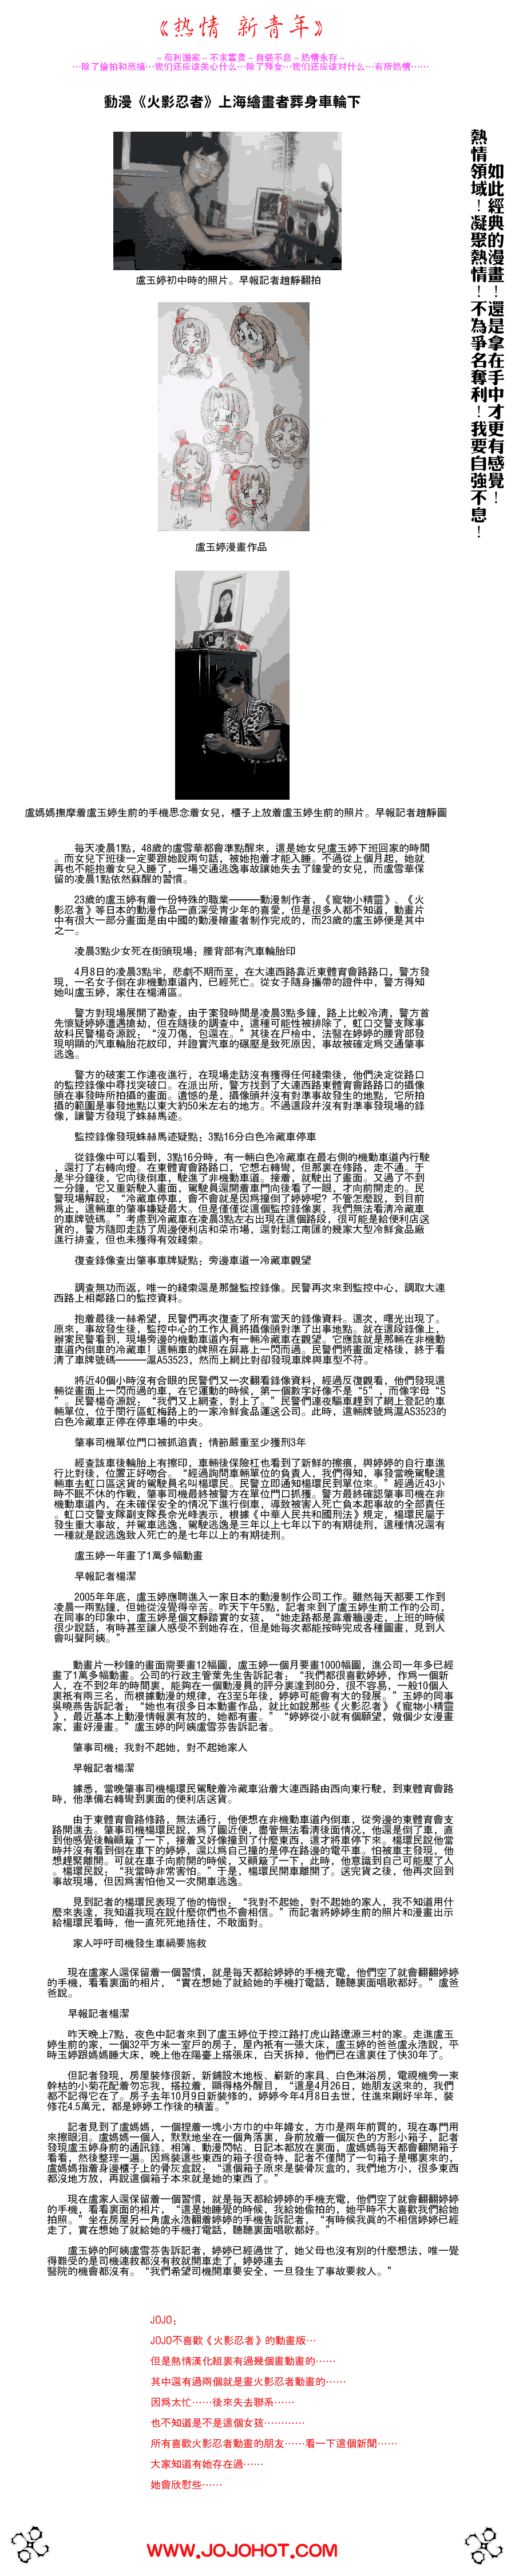 《热情 新青年》
~苟利国家~不求富贵~自强不息~热情永存~
…除了偷拍和恶搞…我们还应该关心什么…除了拜金…我们还应该对什么…有所热情……
動漫《火影忍者》上海繪畫者葬身車輪下
如此經典的漫畫！還是拿在手中才更有感覺！
熱情領域！凝聚熱情！不為爭名奪利！我要自強不息！
盧玉婷初中時的照片。早報記者趙靜翻拍
盧玉婷漫畫作品
盧媽媽撫摩着盧玉婷生前的手機思念着女兒，櫃子上放着盧玉婷生前的照片。早報記者趙靜圖
每天凌晨1點，48歲的盧雪華都會準點醒來，這是她女兒盧玉婷下班回家的時間
。而女兒下班後一定要跟她說兩句話，被她抱着才能入睡。不過從上個月起，她就
再也不能抱着女兒入睡了，一場交通逃逸事故讓她失去了鐘愛的女兒，而盧雪華保
留的凌晨1點依然蘇醒的習慣。
23歲的盧玉婷有着一份特殊的職業———動漫制作者，《寵物小精靈》、《火
影忍者》等日本的動漫作品一直深受青少年的喜愛，但是很多人都不知道，動畫片
中有很大一部分畫面是由中國的動漫繪畫者制作完成的，而23歲的盧玉婷便是其中
之一。
凌晨3點少女死在街頭現場：腰背部有汽車輪胎印
4月8日的凌晨3點半，悲劇不期而至，在大連西路靠近東體育會路路口，警方發
現，一名女子倒在非機動車道內，已經死亡。從女子隨身攜帶的證件中，警方得知
她叫盧玉婷，家住在楊浦區。
警方對現場展開了勘查，由于案發時間是凌晨3點多鐘，路上比較冷清，警方首
先懷疑婷婷遭遇搶劫，但在隨後的調查中，這種可能性被排除了，虹口交警支隊事
故科民警楊奇源說，“沒刀傷，包還在。”其後在尸檢中，法醫在婷婷的腰背部發
現明顯的汽車輪胎花紋印，并證實汽車的碾壓是致死原因，事故被確定爲交通肇事
逃逸。
警方的破案工作連夜進行，在現場走訪沒有獲得任何綫索後，他們決定從路口
的監控錄像中尋找突破口。在派出所，警方找到了大連西路東體育會路路口的攝像
頭在事發時所拍攝的畫面。遺憾的是，攝像頭并沒有對準事故發生的地點，它所拍
攝的範圍是事發地點以東大約50米左右的地方。不過這段并沒有對準事發現場的錄
像，讓警方發現了蛛絲馬迹。
監控錄像發現蛛絲馬迹疑點：3點16分白色冷藏車停車
從錄像中可以看到，3點16分時，有一輛白色冷藏車在最右側的機動車道內行駛
，還打了右轉向燈。在東體育會路路口，它想右轉彎，但那裏在修路，走不通。于
是半分鐘後，它向後倒車，駛進了非機動車道。接着，就駛出了畫面。又過了不到
一分鐘，它又重新駛入畫面，駕駛員還開着車門向後看了一眼，才向前開走的。民
警現場解說：“冷藏車停車，會不會就是因爲撞倒了婷婷呢？不管怎麽說，到目前
爲止，這輛車的肇事嫌疑最大。但是僅僅從這個監控錄像裏，我們無法看清冷藏車
的車牌號碼。”考慮到冷藏車在凌晨3點左右出現在這個路段，很可能是給便利店送
貨的，警方隨即走訪了周邊便利店和菜市場，還對鬆江南匯的幾家大型冷鮮食品廠
進行排查，但也未獲得有效綫索。
復查錄像查出肇事車牌疑點：旁邊車道一冷藏車觀望
調查無功而返，唯一的綫索還是那盤監控錄像。民警再次來到監控中心，調取大連
西路上相鄰路口的監控資料。
抱着最後一絲希望，民警們再次復查了所有當天的錄像資料。這次，曙光出現了。
原來，事故發生後，監控中心的工作人員將攝像頭對準了出事地點。就在這段錄像上，
辦案民警看到，現場旁邊的機動車道內有一輛冷藏車在觀望。它應該就是那輛在非機動
車道內倒車的冷藏車！這輛車的牌照在屏幕上一閃而過。民警們將畫面定格後，終于看
清了車牌號碼———滬A53523，然而上網比對卻發現車牌與車型不符。
將近40個小時沒有合眼的民警們又一次翻看錄像資料，經過反復觀看，他們發現這
輛從畫面上一閃而過的車，在它運動的時候，第一個數字好像不是“5”，而像字母“S
”。民警楊奇源說：“我們又上網查，對上了。”民警們連夜驅車趕到了網上登記的車
輛單位，位于閔行區虹梅路上的一家冷鮮食品運送公司。此時，這輛牌號爲滬AS3523的
白色冷藏車正停在停車場的中央。
肇事司機單位門口被抓追責：情節嚴重至少獲刑3年
經查該車後輪胎上有擦印，車輛後保險杠也看到了新鮮的擦痕，與婷婷的自行車進
行比對後，位置正好吻合。“經過詢問車輛單位的負責人，我們得知，事發當晚駕駛這
輛車去虹口區送貨的駕駛員名叫楊環民。民警立即通知楊環民到單位來。”經過近43小
時不眠不休的作戰，肇事司機最終被警方在單位門口抓獲。警方最終確認肇事司機在非
機動車道內，在未確保安全的情况下進行倒車，導致被害人死亡負本起事故的全部責任
。虹口交警支隊副支隊長余光峰表示，根據《中華人民共和國刑法》規定，楊環民屬于
發生重大事故，并駕車逃逸，駕駛逃逸是三年以上七年以下的有期徒刑，這種情况還有
一種就是說逃逸致人死亡的是七年以上的有期徒刑。
盧玉婷一年畫了1萬多幅動畫
早報記者楊潔
2005年年底，盧玉婷應聘進入一家日本的動漫制作公司工作。雖然每天都要工作到
凌晨一兩點鐘，但她從沒覺得辛苦。昨天下午5點，記者來到了盧玉婷生前工作的公司，
在同事的印象中，盧玉婷是個文靜踏實的女孩，“她走路都是靠着牆邊走，上班的時候
很少說話，有時甚至讓人感受不到她存在，但是她每次都能按時完成各種圖畫，見到人
會叫聲阿姨。”
動畫片一秒鐘的畫面需要畫12幅圖，盧玉婷一個月要畫1000幅圖，進公司一年多已經
畫了1萬多幅動畫。公司的行政主管葉先生告訴記者：“我們都很喜歡婷婷，作爲一個新
人，在不到2年的時間裏，能夠在一個動漫員的評分裏達到80分，很不容易，一般10個人
裏祇有兩三名，而根據動漫的規律，在3至5年後，婷婷可能會有大的發展。”玉婷的同事
吳曉燕告訴記者：“她也有很多日本動畫作品，就比如說那些《火影忍者》《寵物小精靈
》，最近基本上動漫情報裏有放的，她都有畫。”“婷婷從小就有個願望，做個少女漫畫
家，畫好漫畫。”盧玉婷的阿姨盧雪芬告訴記者。
肇事司機：我對不起她，對不起她家人
早報記者楊潔
據悉，當晚肇事司機楊環民駕駛着冷藏車沿着大連西路由西向東行駛，到東體育會路
時，他準備右轉彎到裏面的便利店送貨。
由于東體育會路修路，無法通行，他便想在非機動車道內倒車，從旁邊的東體育會支
路開進去。肇事司機楊環民說，爲了圖近便，盡管無法看清後面情况，他還是倒了車，直
到他感覺後輪顛簸了一下，接着又好像撞到了什麼東西，這才將車停下來。楊環民說他當
時并沒有看到倒在車下的婷婷，還以爲自己撞的是停在路邊的電平車。怕被車主發現，他
想趕緊離開。可就在車子向前開的時候，又顛簸了一下，此時，他意識到自己可能壓了人
。楊環民說：“我當時非常害怕。”于是，楊環民開車離開了。送完貨之後，他再次回到
事故現場，但因爲害怕他又一次開車逃逸。
見到記者的楊環民表現了他的悔恨：“我對不起她，對不起她的家人，我不知道用什
麼來表達，我知道我現在說什麼你們也不會相信。”而記者將婷婷生前的照片和漫畫出示
給楊環民看時，他一直死死地捂住，不敢面對。
家人呼吁司機發生車禍要施救
現在盧家人還保留着一個習慣，就是每天都給婷婷的手機充電，他們空了就會翻翻婷婷
的手機，看看裏面的相片，“實在想她了就給她的手機打電話，聽聽裏面唱歌都好。”盧爸
爸說。
早報記者楊潔
昨天晚上7點，夜色中記者來到了盧玉婷位于控江路打虎山路遼源三村的家。走進盧玉
婷生前的家，一個32平方米一室戶的房子，屋內衹有一張大床，盧玉婷的爸爸盧永浩說，平
時玉婷跟媽媽睡大床，晚上他在陽臺上搭張床，白天拆掉，他們已在這裏住了快30年了。
但記者發現，房屋裝修很新，新鋪設木地板、嶄新的家具、白色淋浴房，電視機旁一束
幹枯的小菊花配着勿忘我，搭拉着，顯得格外醒目，“這是4月26日，她朋友送來的，我們
都不記得它在了。房子去年10月9日新裝修的，婷婷今年4月8日去世，住進來剛好半年，裝
修花4.5萬元，都是婷婷工作後的積蓄。”
記者見到了盧媽媽，一個捏着一塊小方巾的中年婦女，方巾是兩年前買的，現在專門用
來擦眼泪。盧媽媽一個人，默默地坐在一個角落裏，身前放着一個灰色的方形小箱子，記者
發現盧玉婷身前的通訊錄、相簿、動漫閃帖、日記本都放在裏面，盧媽媽每天都會翻開箱子
看看，然後整理一遍。因爲裝這些東西的箱子很奇特，記者不僅問了一句箱子是哪裏來的，
盧媽媽指着身邊櫃子上的骨灰盒說：“這個箱子原來是裝骨灰盒的，我們地方小，很多東西
都沒地方放，再說這個箱子本來就是她的東西了。”
現在盧家人還保留着一個習慣，就是每天都給婷婷的手機充電，他們空了就會翻翻婷婷
的手機，看看裏面的相片，“這是她睡覺的時候，我給她偷拍的，她平時不大喜歡我們給她
拍照。”坐在房屋另一角盧永浩翻着婷婷的手機告訴記者，“有時候我真的不相信婷婷已經
走了，實在想她了就給她的手機打電話，聽聽裏面唱歌都好。”
盧玉婷的阿姨盧雪芬告訴記者，婷婷已經過世了，她父母也沒有別的什麼想法，唯一覺
得難受的是司機連救都沒有救就開車走了，婷婷連去
醫院的機會都沒有。“我們希望司機開車要安全，一旦發生了事故要救人。”
JOJO：
JOJO不喜歡《火影忍者》的動畫版…
但是熱情漢化組裏有過幾個畫動畫的……
其中還有過兩個就是畫火影忍者動畫的……
因爲太忙……後來失去聯系……
也不知道是不是這個女孩…………
所有喜歡火影忍者動畫的朋友……看一下這個新聞……
大家知道有她存在過……
她會欣慰些……
WWW.JOJOHOT.COM